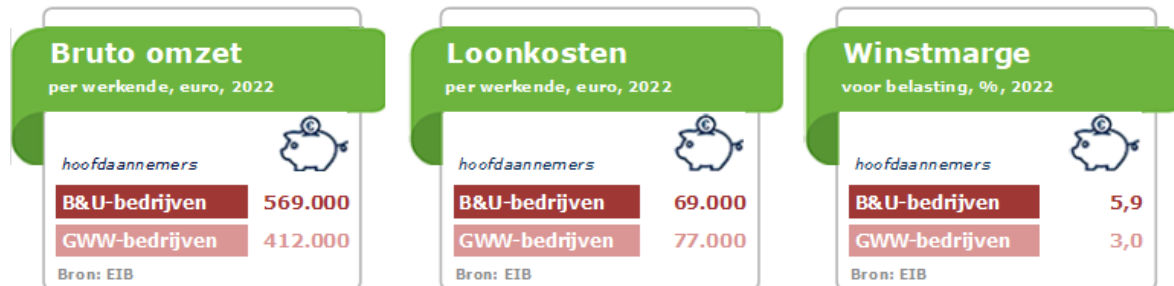 Bruto omzet
per werkende, euro, 2022
hoofdaannemers
B&U-bedrijven 569.000
GWW-bedrijven 412.000
Bron: EIB
Loonkosten
per werkende, euro, 2022
hoofdaannemers
B&U-bedrijven 69.000
GWW-bedrijven 77.000
Bron: EIB
Winstmarge
voor belasting, %, 2022
hoofdaannemers
B&U-bedrijven 5,9
GWW-bedrijven 3,0
Bron: EIB